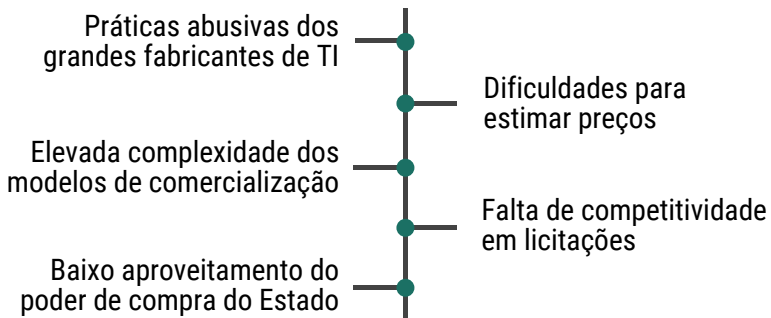 Práticas abusivas dos
grandes fabricantes de TI
Dificuldades para
estimar preços
Elevada complexidade dos
modelos de comercialização
Falta de competitividade
em licitações
Baixo aproveitamento do
poder de compra do Estado